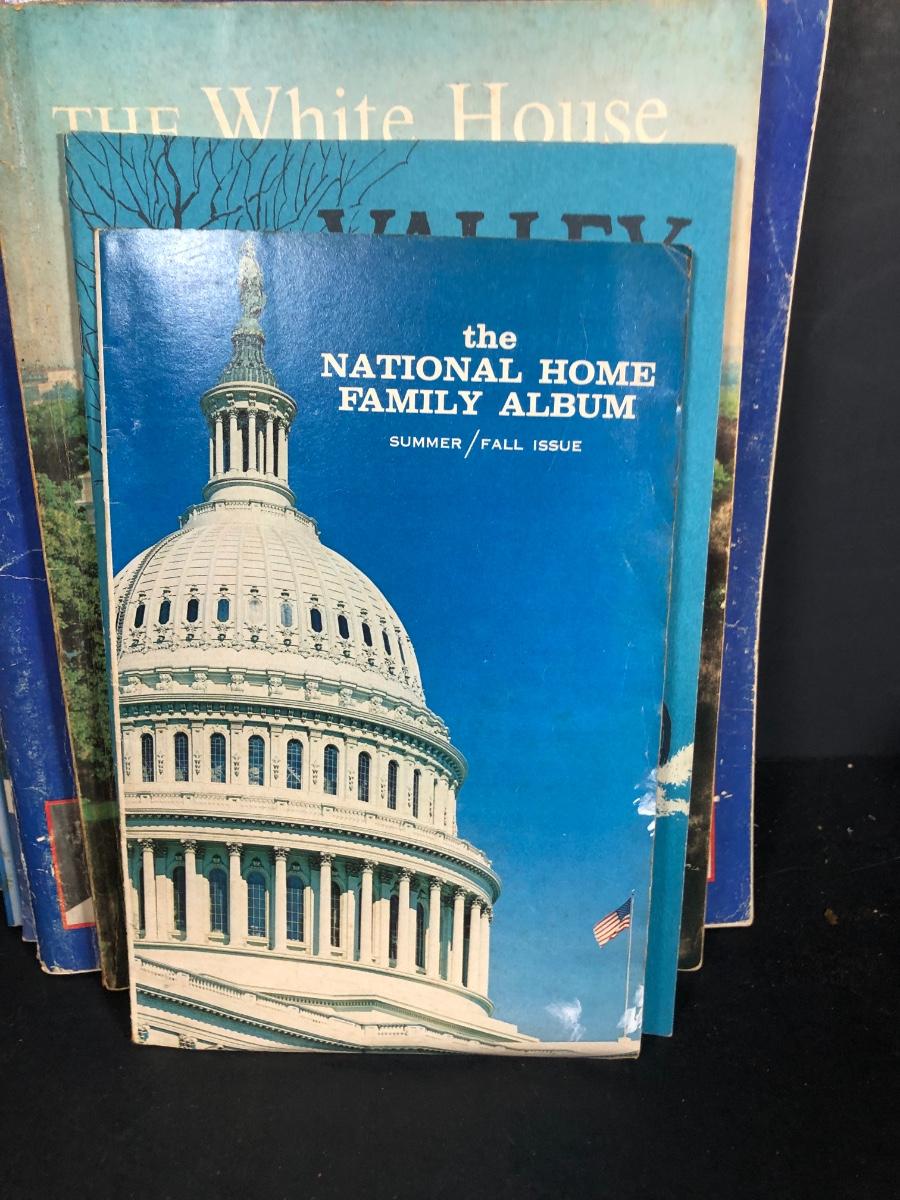 THE White House
VALLEY
the
NATIONAL HOME
FAMILY ALBUM
SUMMER/FALL ISSUE